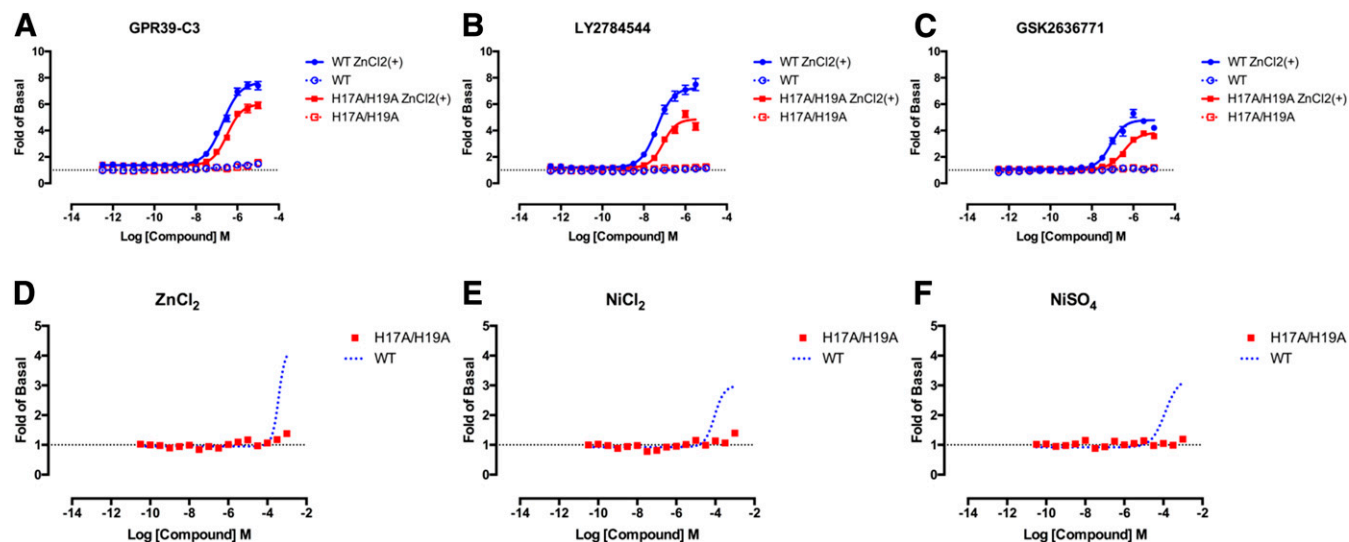 A
GPR39-C3
Fold of Basal
10
8
6
4
2
0
-14 -12 -10 -8 -6 -4
Log [Compound] M
WT ZnCl2(+)
WT
H17A/H19A ZnCl2(+)
H17A/H19A
B
LY2784544
Fold of Basal
10
8
6
4
2
0
-14 -12 -10 -8 -6 -4
Log [Compound] M
WT ZnCl2(+)
WT
H17A/H19A ZnCl2(+)
H17A/H19A
C
GSK2636771
Fold of Basal
10
8
6
4
2
0
-14 -12 -10 -8 -6 -4
Log [Compound] M
WT ZnCl2(+)
WT
H17A/H19A ZnCl2(+)
H17A/H19A
D
ZnCl₂
Fold of Basal
5
4
3
2
1
0
-14 -12 -10 -8 -6 -4 -2
Log [Compound] M
H17A/H19A
WT
E
NiCl₂
Fold of Basal
5
4
3
2
1
0
-14 -12 -10 -8 -6 -4 -2
Log [Compound] M
H17A/H19A
WT
F
NiSO₄
Fold of Basal
5
4
3
2
1
0
-14 -12 -10 -8 -6 -4 -2
Log [Compound] M
H17A/H19A
WT